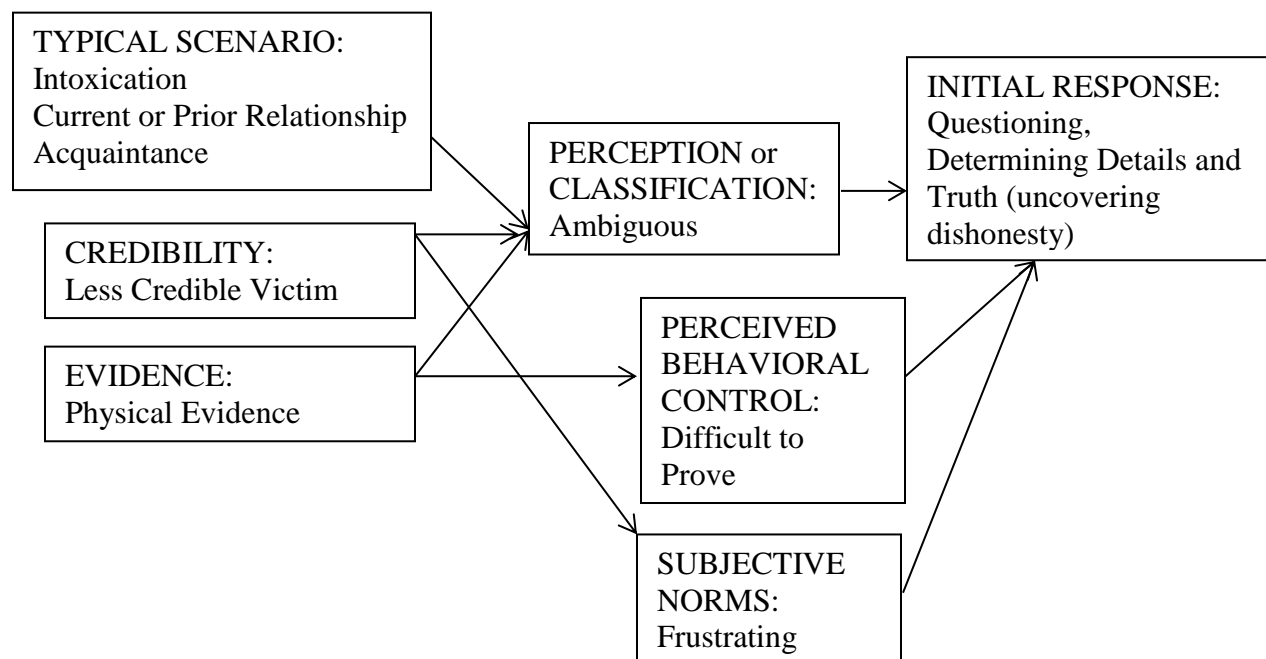 TYPICAL SCENARIO:
Intoxication
Current or Prior Relationship
Acquaintance
CREDIBILITY:
Less Credible Victim
EVIDENCE:
Physical Evidence
PERCEPTION or
CLASSIFICATION:
Ambiguous
PERCEIVED
BEHAVIORAL
CONTROL:
Difficult to
Prove
SUBJECTIVE
NORMS:
Frustrating
INITIAL RESPONSE:
Questioning,
Determining Details and
Truth (uncovering
dishonesty)